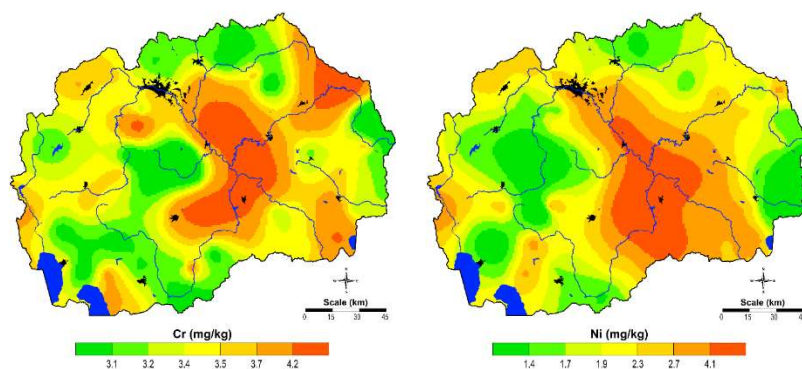 Scale (km)
0 15 30 45
Cr (mg/kg)
3.1 3.2 3.4 3.5 3.7 4.2
Scale (km)
0 15 30 45
Ni (mg/kg)
1.4 1.7 1.9 2.3 2.7 4.1